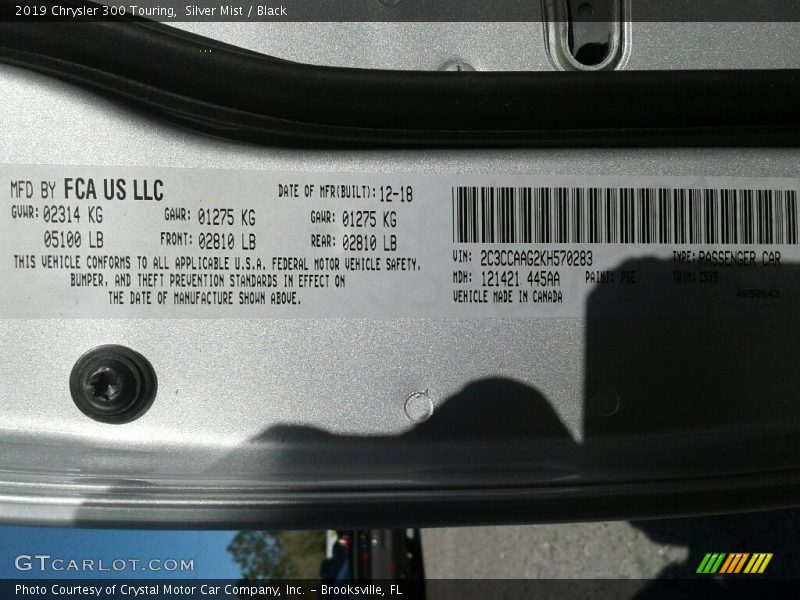 2019 Chrysler 300 Touring, Silver Mist / Black
MFD BY FCA US LLC
DATE OF MFR(BUILT): 12-18
GVWR: 02314 KG
GAWR: 01275 KG
GAWR: 01275 KG
05100 LB
FRONT: 02810 LB
REAR: 02810 LB
THIS VEHICLE CONFORMS TO ALL APPLICABLE U.S.A. FEDERAL MOTOR VEHICLE SAFETY,
BUMPER, AND THEFT PREVENTION STANDARDS IN EFFECT ON
THE DATE OF MANUFACTURE SHOWN ABOVE.
VIN: 2C3CCAAG2KH570283
TYPE: PASSENGER CAR
MDH: 121421 445AA
PAINT: PSE
TRIM: CSX9
VEHICLE MADE IN CANADA
4650843
GTCARLOT.COM
Photo Courtesy of Crystal Motor Car Company, Inc. – Brooksville, FL